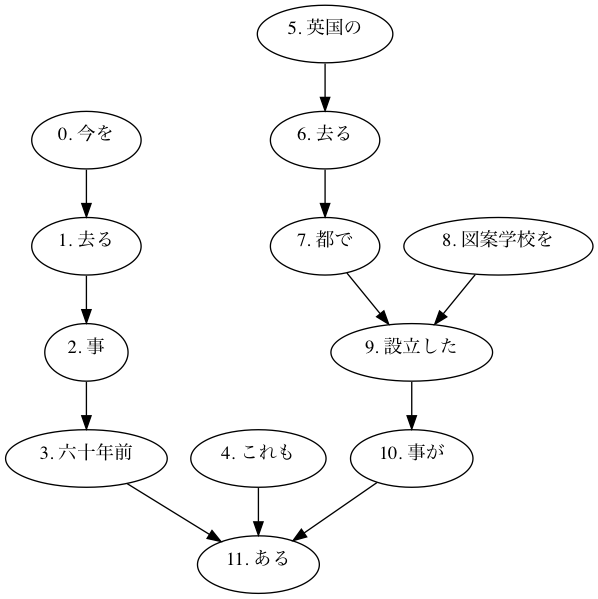 5. 英国の
0. 今を
6. 去る
1. 去る
7. 都で
8. 図案学校を
2. 事
9. 設立した
3. 六十年前
4. これも
10. 事が
11. ある